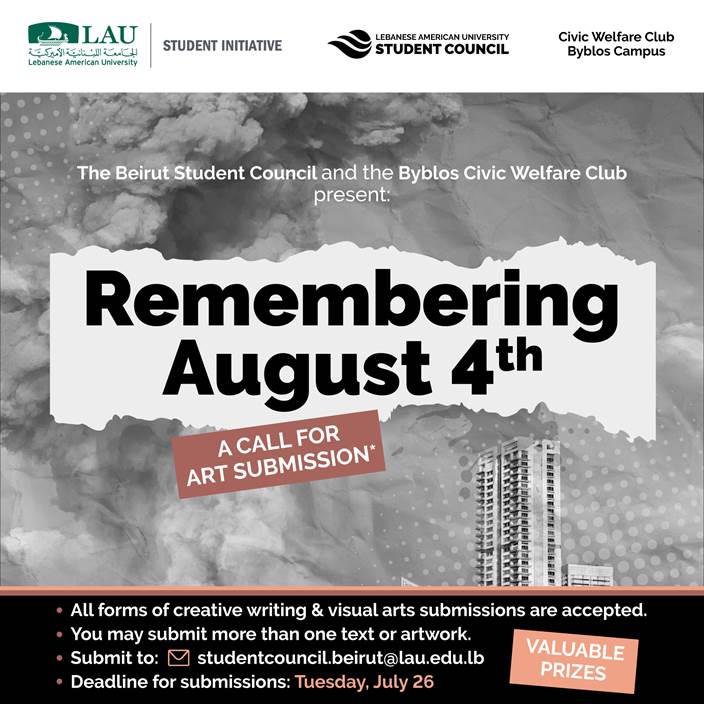 LAU
الجامعة اللبنانية الأميركية
Lebanese American University
STUDENT INITIATIVE
LEBANESE AMERICAN UNIVERSITY
STUDENT COUNCIL
Civic Welfare Club
Byblos Campus
The Beirut Student Council and the Byblos Civic Welfare Club
present:
Remembering
August 4th
A CALL FOR
ART SUBMISSION*
• All forms of creative writing & visual arts submissions are accepted.
• You may submit more than one text or artwork.
• Submit to: studentcouncil.beirut@lau.edu.lb
• Deadline for submissions: Tuesday, July 26
VALUABLE
PRIZES